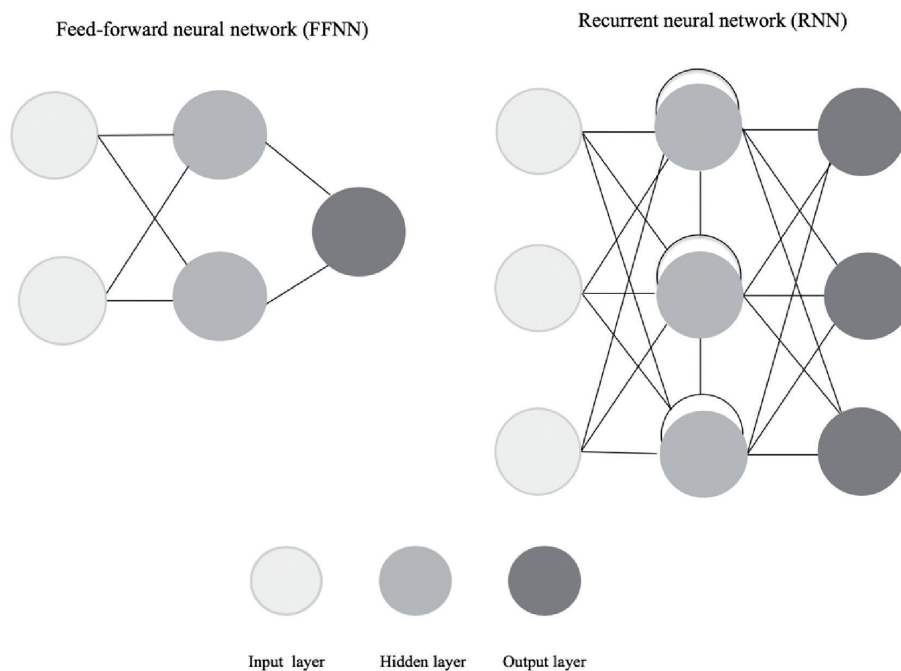 Feed-forward neural network (FFNN)
Recurrent neural network (RNN)
Input layer
Hidden layer
Output layer